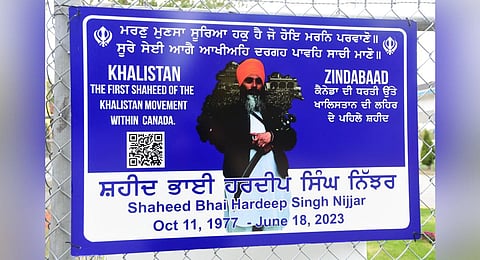 ਮਰਣੁ ਮੁਣਸਾ ਸੂਰਿਆ ਹਕੁ ਹੈ ਜੋ ਹੋਇ ਮਰਨਿ ਪਰਵਾਣੋ॥
ਸੂਰੇ ਸੇਈ ਆਗੈ ਆਖੀਅਹਿ ਦਰਗਹ ਪਾਵਹਿ ਸਾਚੀ ਮਾਣੋ॥
KHALISTAN
THE FIRST SHAHEED OF THE
KHALISTAN MOVEMENT
WITHIN CANADA.
ZINDABAAD
ਕੈਨੇਡਾ ਦੀ ਧਰਤੀ ਉੱਤੇ
ਖਾਲਿਸਤਾਨ ਦੀ ਲਹਿਰ
ਦੇ ਪਹਿਲੇ ਸ਼ਹੀਦ
ਸ਼ਹੀਦ ਭਾਈ ਹਰਦੀਪ ਸਿੰਘ ਨਿੱਝਰ
Shaheed Bhai Hardeep Singh Nijjar
Oct 11, 1977 - June 18, 2023